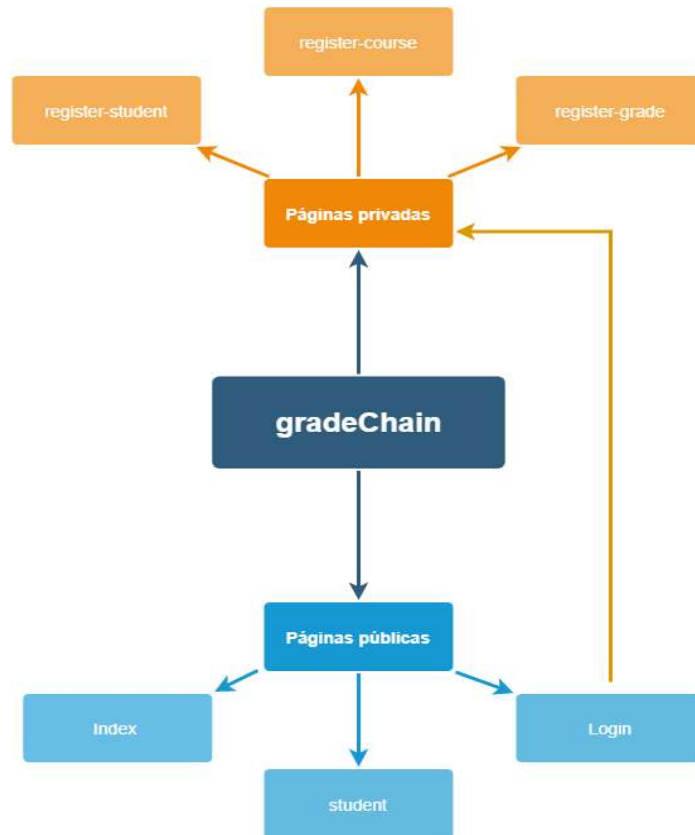 register-course
register-student
register-grade
Páginas privadas
gradeChain
Páginas públicas
Index
Login
student